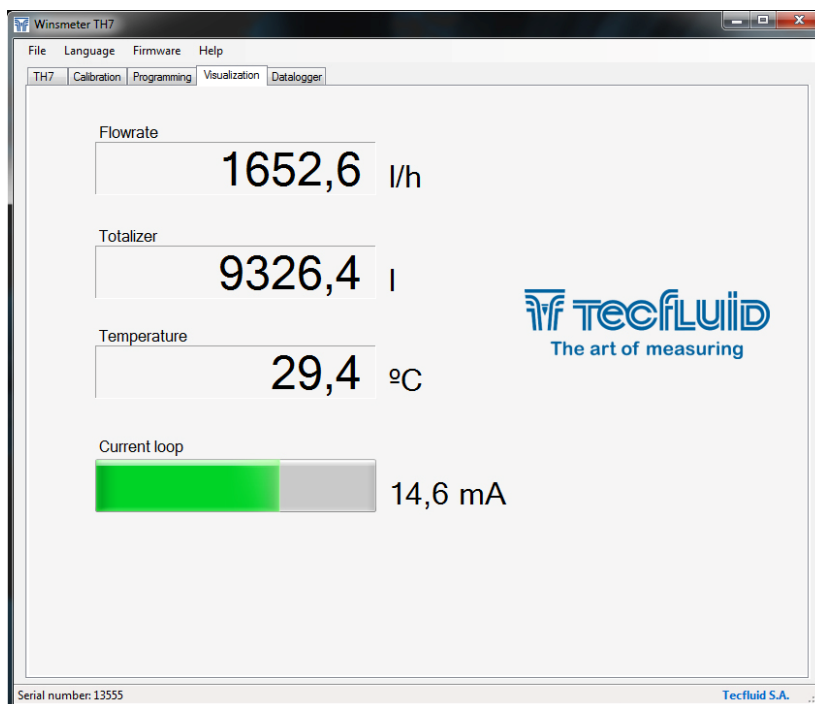 Winsmeter TH7
File Language Firmware Help
TH7 Calibration Programming Visualization Datalogger
Flowrate
1652,6 l/h
Totalizer
9326,4 l
Temperature
29,4 ºC
Current loop
14,6 mA
TECFLUID
The art of measuring
Serial number: 13555 Tecfluid S.A.